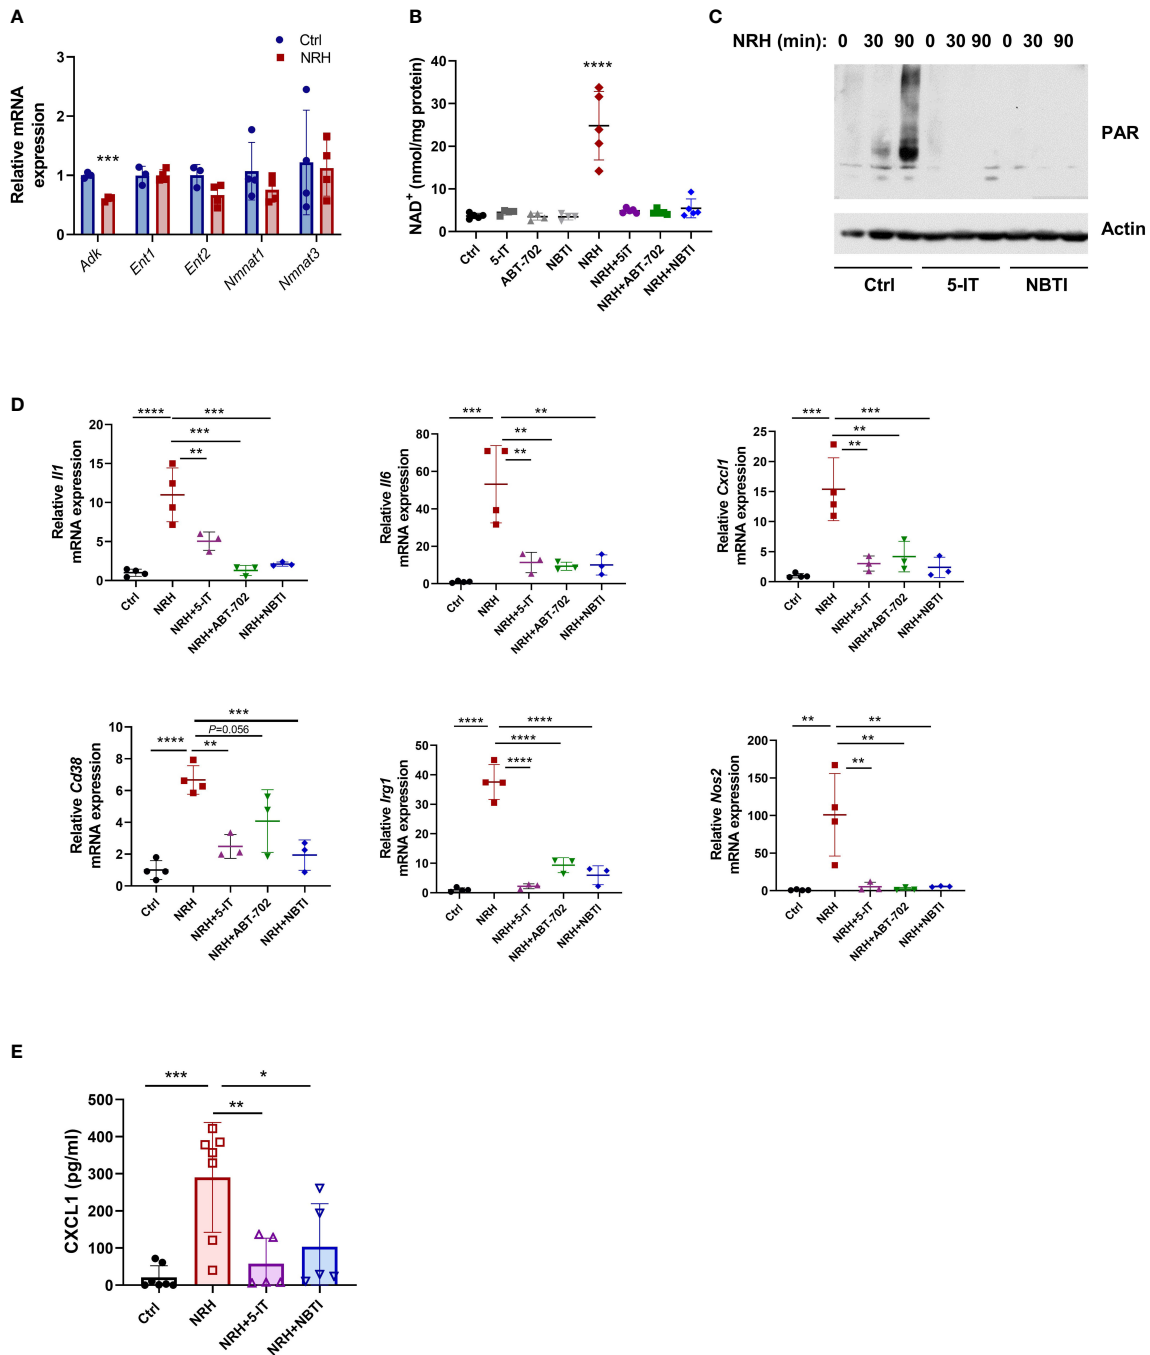 A
Ctrl
NRH
Relative mRNA
expression
3
2
1
0
***
Adk
Ent1
Ent2
Nmnat1
Nmnat3
B
NAD+ (nmol/mg protein)
50
40
30
20
10
0
****
Ctrl
5-IT
ABT-702
NBTI
NRH
NRH+5IT
NRH+ABT-702
NRH+NBTI
C
NRH (min): 0 30 90 0 30 90 0 30 90
PAR
Actin
Ctrl 5-IT NBTI
D
Relative Il1
mRNA expression
20
15
10
5
0
**** ***
***
**
Ctrl
NRH
NRH+5-IT
NRH+ABT-702
NRH+NBTI
Relative Il6
mRNA expression
80
60
40
20
0
*** **
**
**
Ctrl
NRH
NRH+5-IT
NRH+ABT-702
NRH+NBTI
Relative Cxcl1
mRNA expression
25
20
15
10
5
0
*** ***
**
**
Ctrl
NRH
NRH+5-IT
NRH+ABT-702
NRH+NBTI
Relative Cd38
mRNA expression
10
8
6
4
2
0
***
P=0.056
**** **
Ctrl
NRH
NRH+5-IT
NRH+ABT-702
NRH+NBTI
Relative Irg1
mRNA expression
50
40
30
20
10
0
**** ****
****
****
Ctrl
NRH
NRH+5-IT
NRH+ABT-702
NRH+NBTI
Relative Nos2
mRNA expression
200
150
100
50
0
** **
**
**
Ctrl
NRH
NRH+5-IT
NRH+ABT-702
NRH+NBTI
E
CXCL1 (pg/ml)
500
400
300
200
100
0
*** *
**
Ctrl
NRH
NRH+5-IT
NRH+NBTI